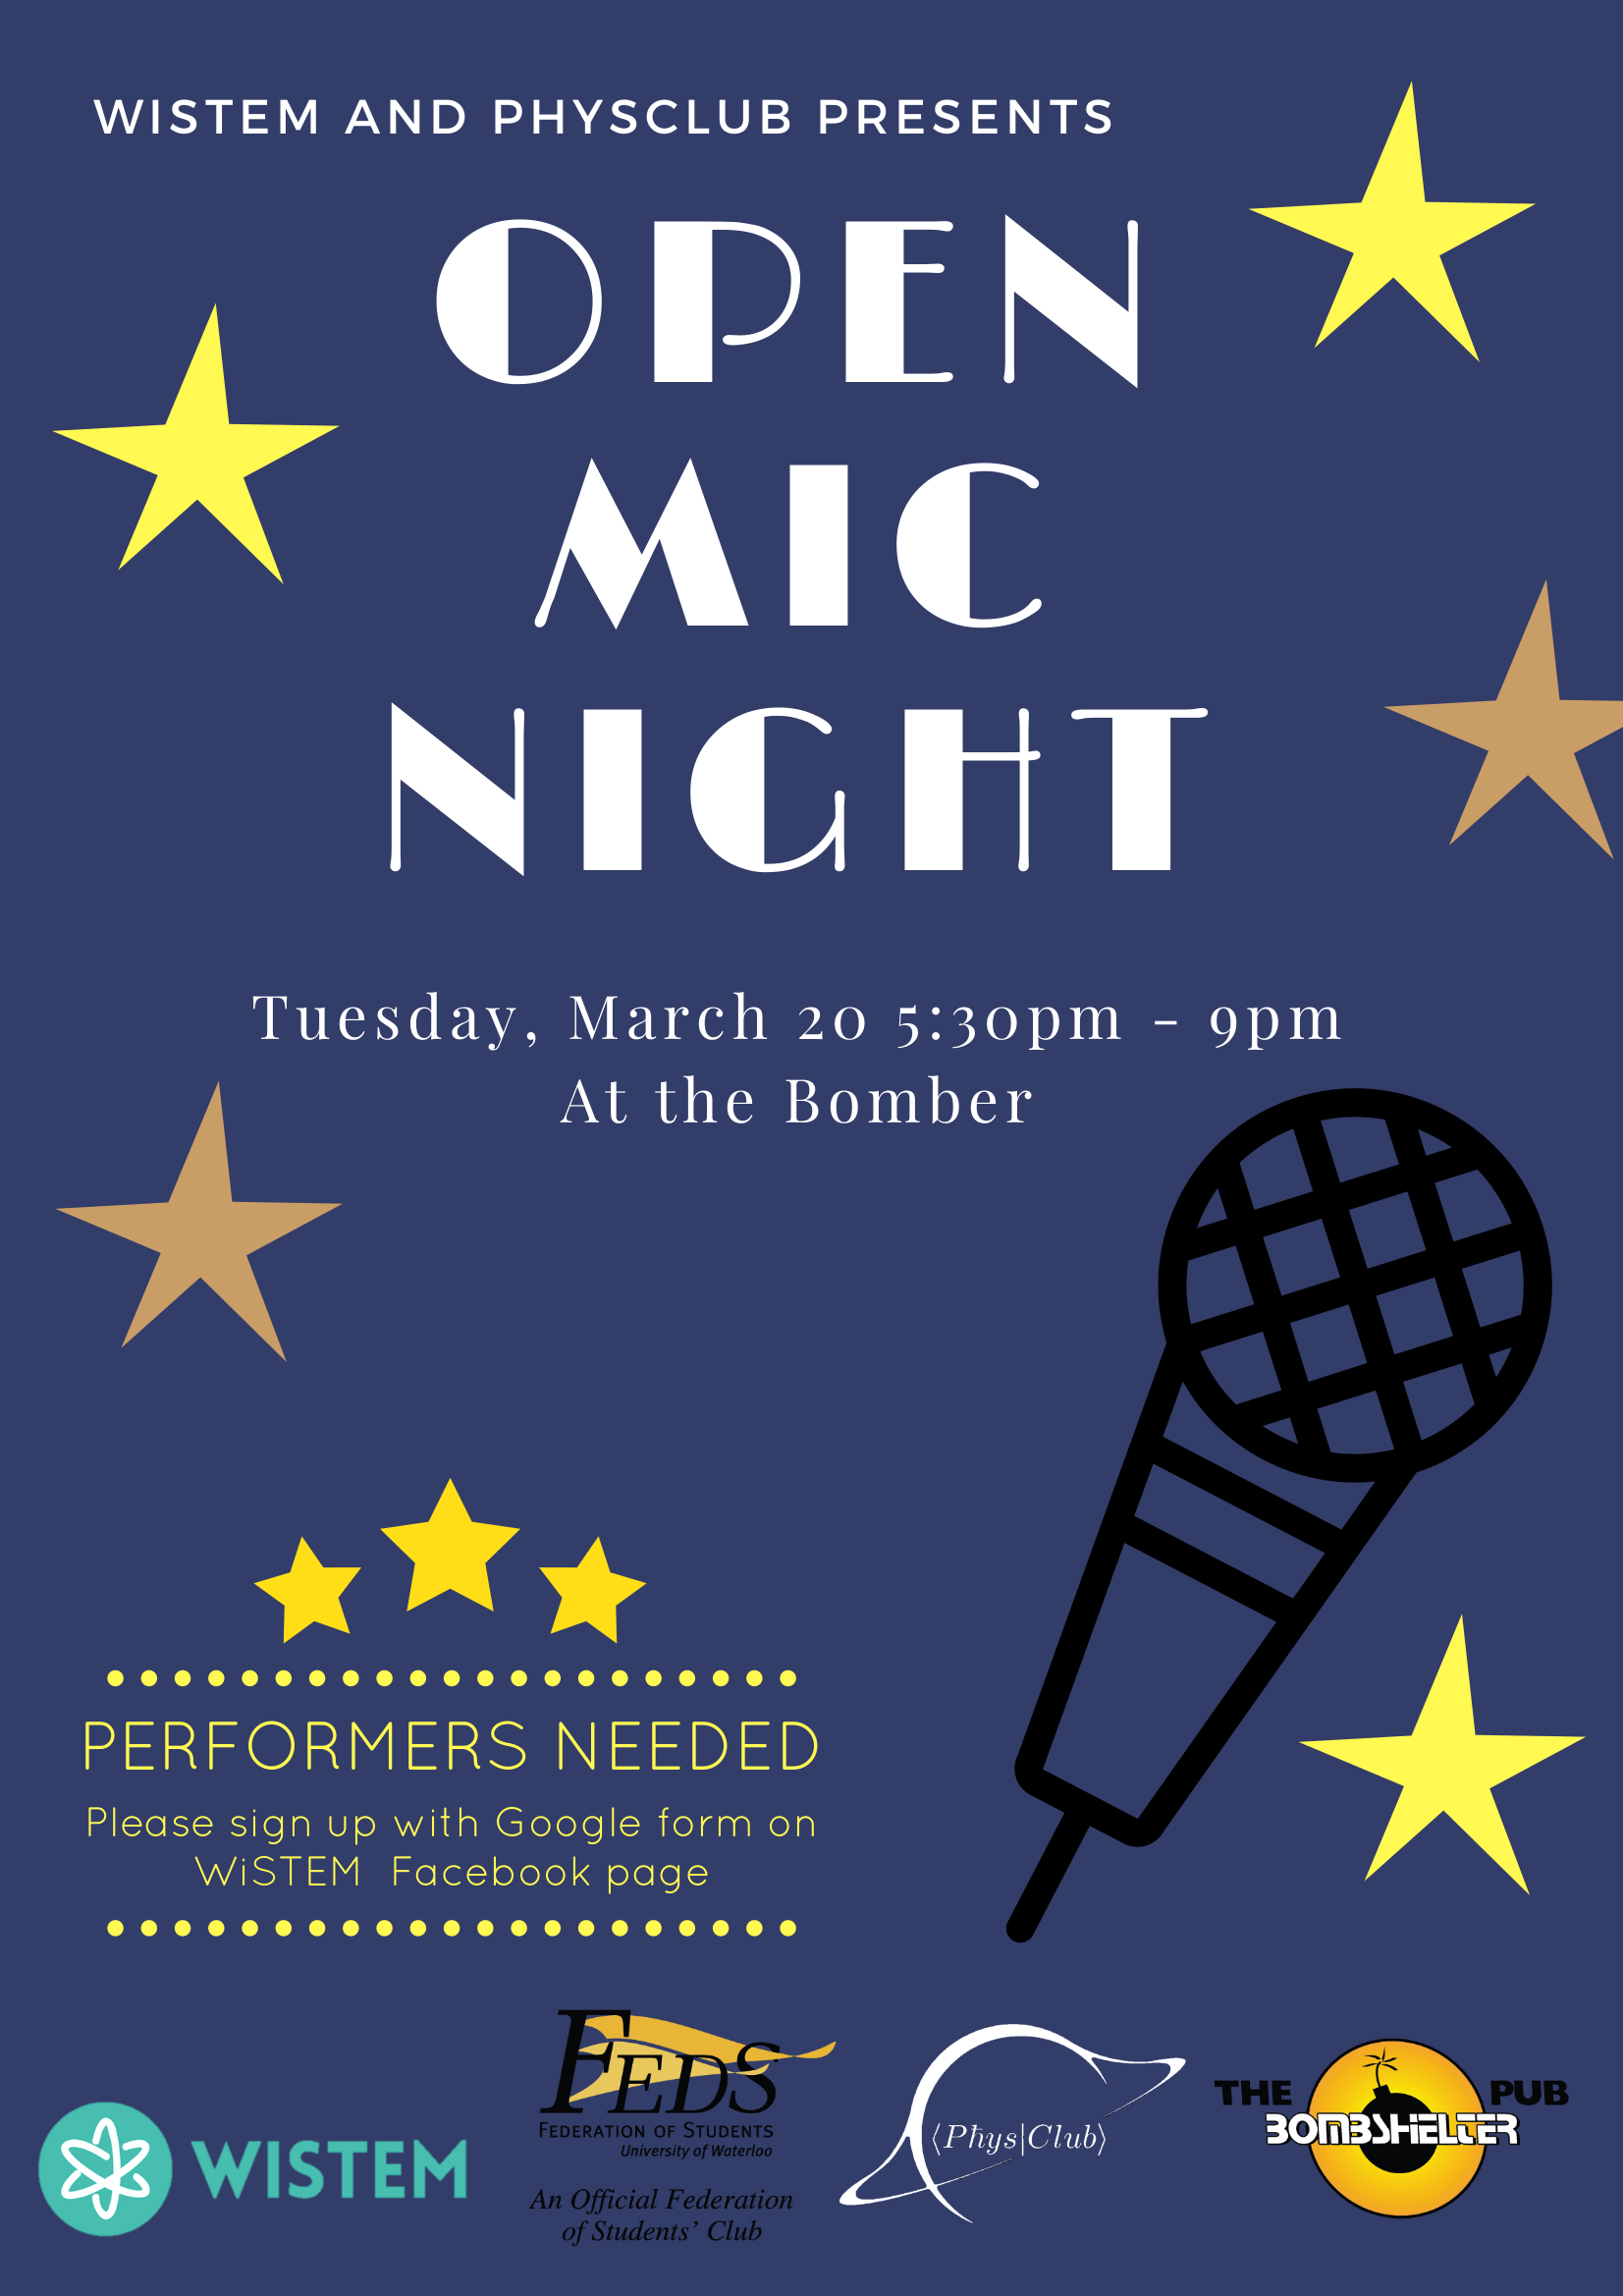 WISTEM AND PHYSCLUB PRESENTS
OPEN
MIC
NIGHT
Tuesday, March 20 5:30pm - 9pm
At the Bomber
PERFORMERS NEEDED
Please sign up with Google form on
WiSTEM Facebook page
WISTEM
FEDS
FEDERATION OF STUDENTS
University of Waterloo
An Official Federation
of Students' Club
⟨Pℏys|Club⟩
THE PUB
BOMBSHELTER